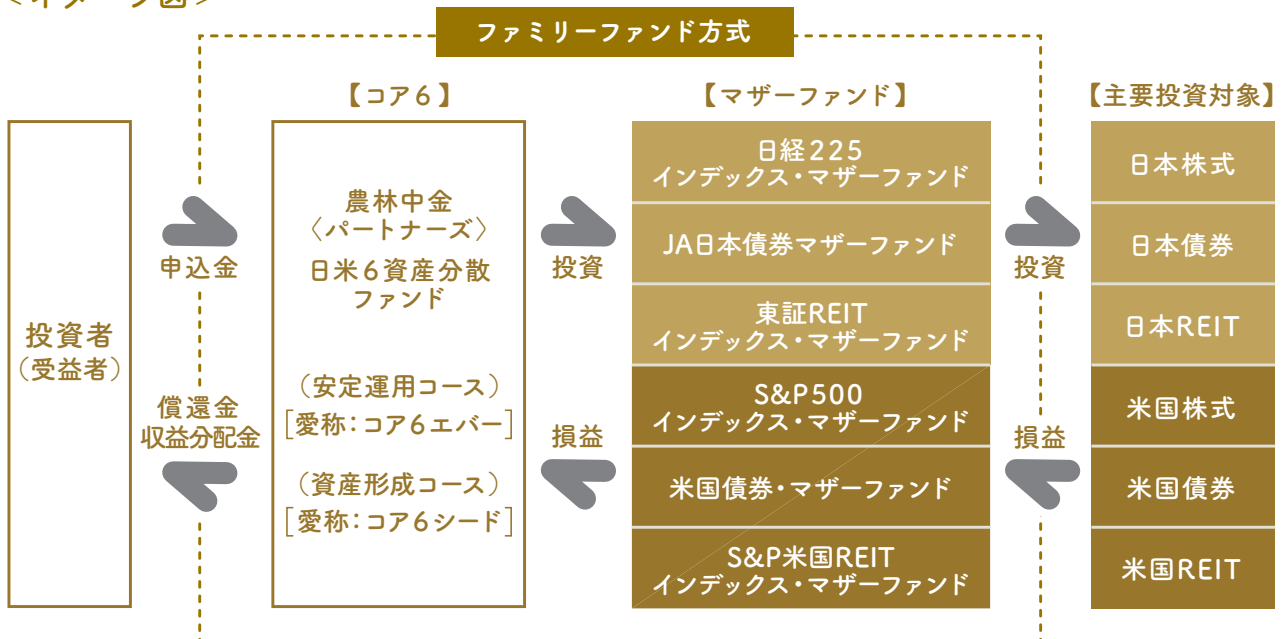 <イメージ図>
ファミリーファンド方式
【コア6】
【マザーファンド】
【主要投資対象】
投資者
(受益者)
申込金
償還金
収益分配金
農林中金
〈パートナーズ〉
日米6資産分散
ファンド
(安定運用コース)
[愛称:コア6エバー]
(資産形成コース)
[愛称:コア6シード]
投資
損益
日経225
インデックス・マザーファンド
JA日本債券マザーファンド
東証REIT
インデックス・マザーファンド
S&P500
インデックス・マザーファンド
米国債券・マザーファンド
S&P米国REIT
インデックス・マザーファンド
投資
損益
日本株式
日本債券
日本REIT
米国株式
米国債券
米国REIT